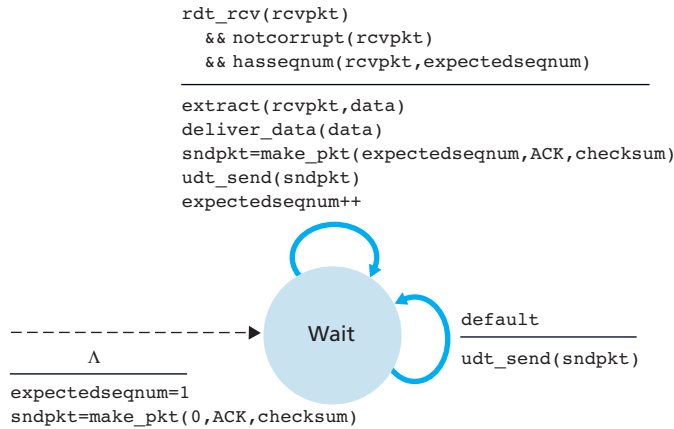 rdt_rcv(rcvpkt)
&& notcorrupt(rcvpkt)
&& hasseqnum(rcvpkt,expectedseqnum)
extract(rcvpkt,data)
deliver_data(data)
sndpkt=make_pkt(expectedseqnum,ACK,checksum)
udt_send(sndpkt)
expectedseqnum++
Wait
default
udt_send(sndpkt)
Λ
expectedseqnum=1
sndpkt=make_pkt(0,ACK,checksum)